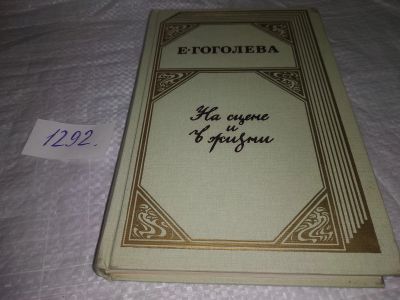 Е·ГОГОЛЕВА
На сцене
и
в жизни
1292.